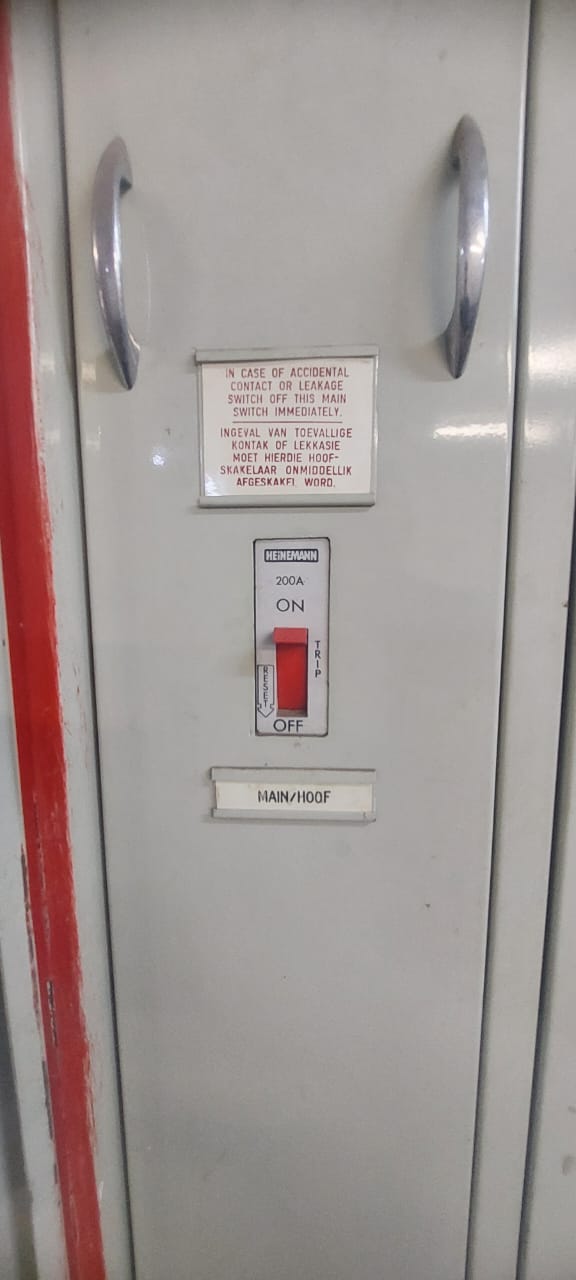 IN CASE OF ACCIDENTAL
CONTACT OR LEAKAGE
SWITCH OFF THIS MAIN
SWITCH IMMEDIATELY.
INGEVAL VAN TOEVALLIGE
KONTAK OF LEKKASIE
MOET HIERDIE HOOF-
SKAKELAAR ONMIDDELLIK
AFGESKAKEL WORD.
HEINEMANN
200A
ON
TRIP
RESET
OFF
MAIN/HOOF